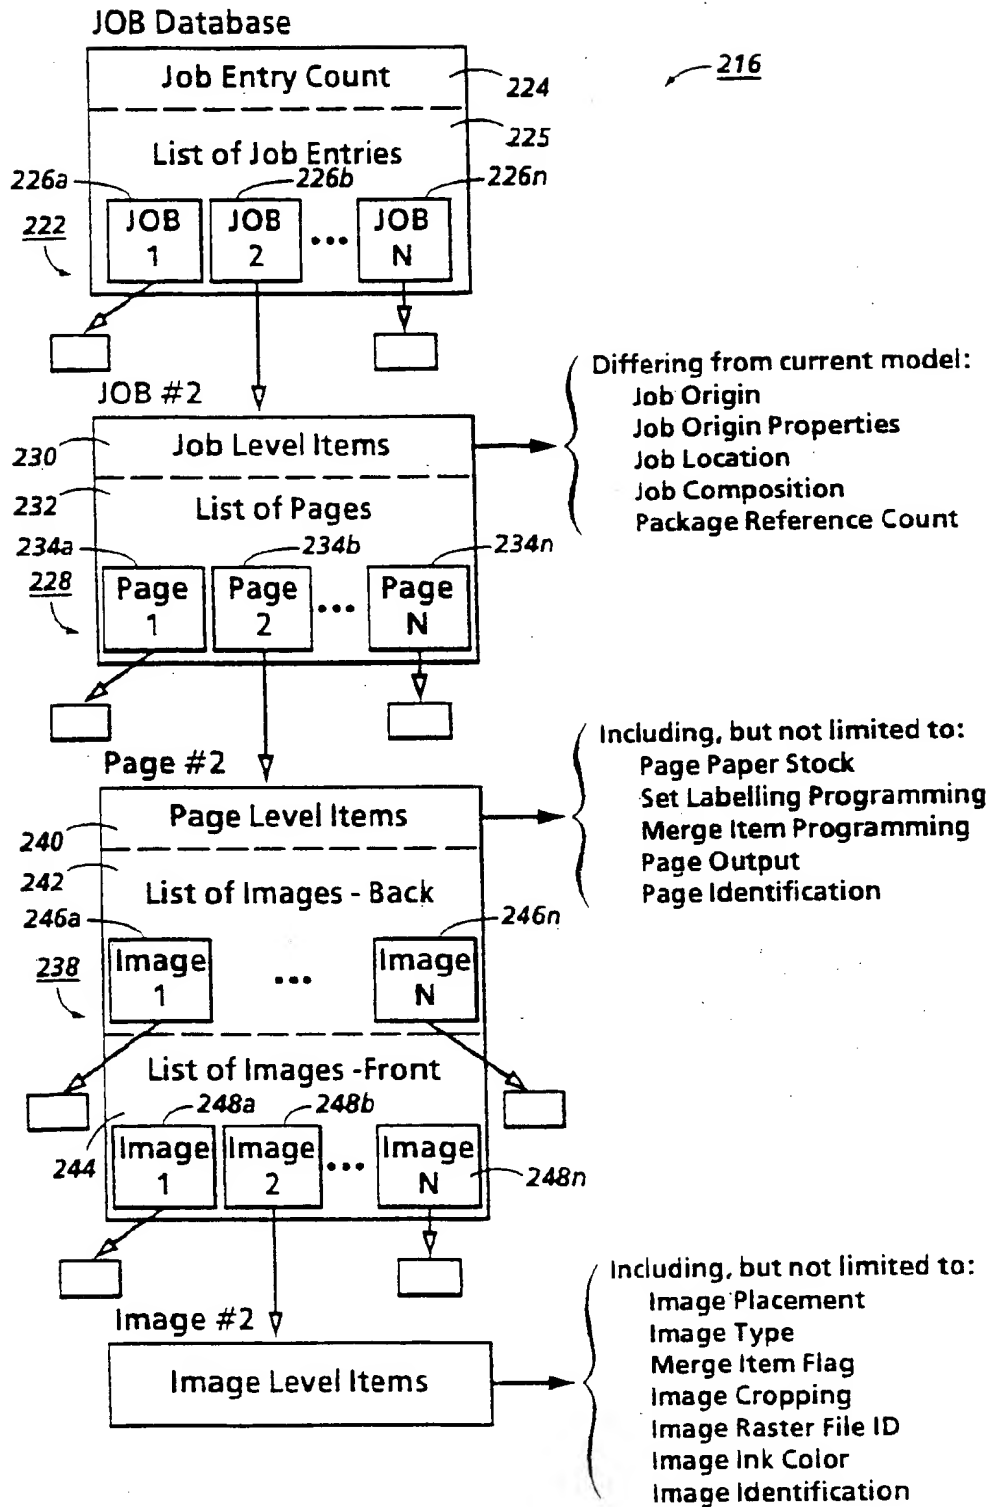 JOB Database
216
Job Entry Count
224
225
List of Job Entries
226a
226b
226n
222
JOB 1
JOB 2
...
JOB N
JOB #2
Differing from current model:
Job Origin
Job Origin Properties
Job Location
Job Composition
Package Reference Count
230
Job Level Items
232
List of Pages
234a
234b
234n
228
Page 1
Page 2
...
Page N
Page #2
Including, but not limited to:
Page Paper Stock
Set Labelling Programming
Merge Item Programming
Page Output
Page Identification
240
Page Level Items
242
List of Images - Back
246a
246n
238
Image 1
...
Image N
List of Images -Front
248a
248b
244
Image 1
Image 2
...
Image N
248n
Image #2
Including, but not limited to:
Image Placement
Image Type
Merge Item Flag
Image Cropping
Image Raster File ID
Image Ink Color
Image Identification
Image Level Items